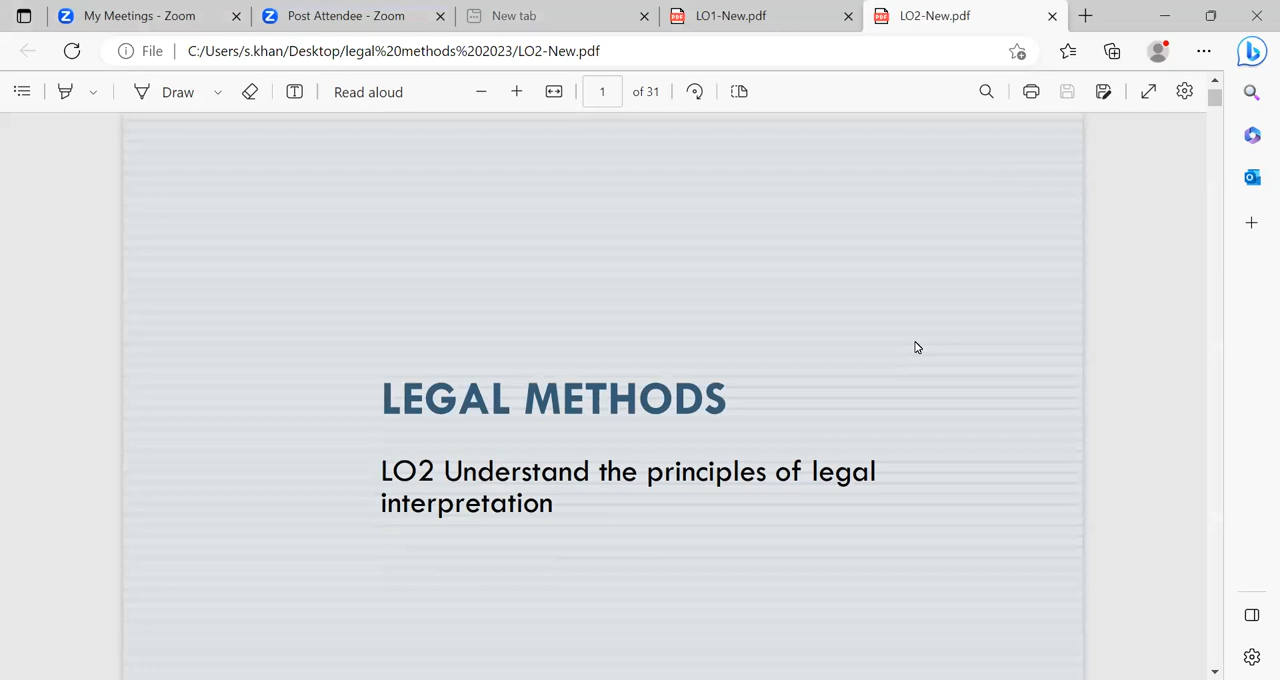 My Meetings - Zoom
Post Attendee - Zoom
New tab
LO1-New.pdf
LO2-New.pdf
File
C:/Users/s.khan/Desktop/legal%20methods%202023/LO2-New.pdf
Draw
Read aloud
1 of 31
LEGAL METHODS
LO2 Understand the principles of legal
interpretation